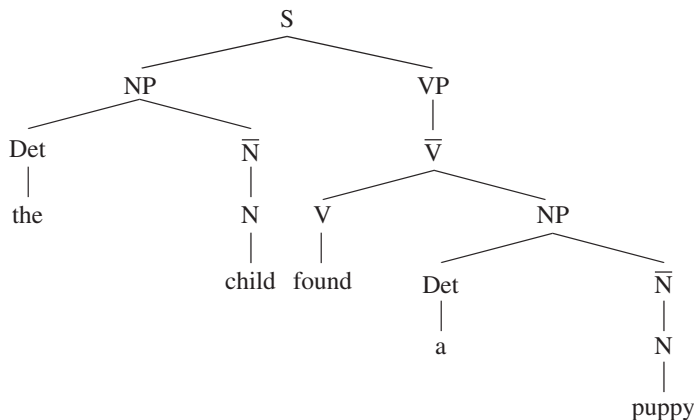 S
NP VP
Det N̅ V̅
the N V NP
child found Det N̅
a N
puppy